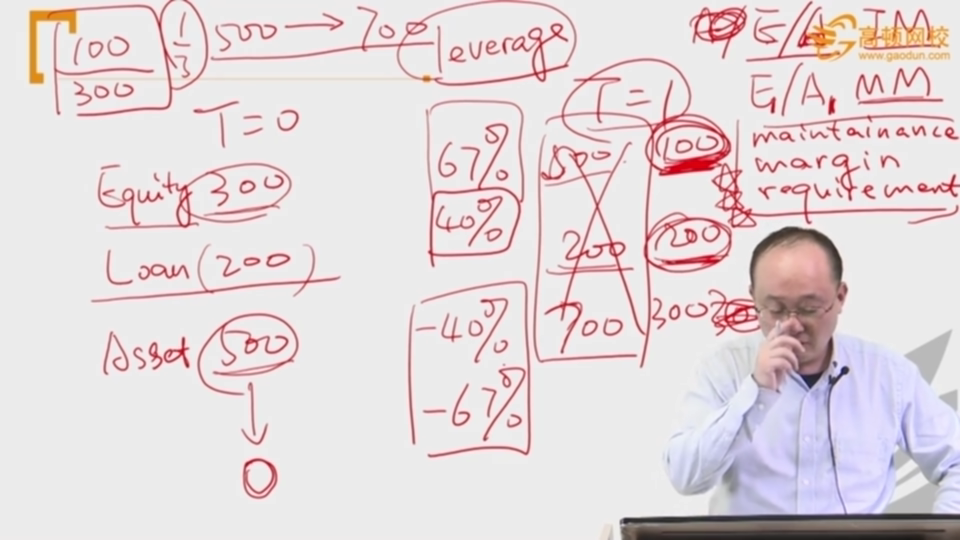 100
300
1
3
500 → 700
leverage
E/A IM
高顿网校
www.gaodun.com
E/A, MM
maintainance
margin
requirement
T=0
T=1
Equity 300
Loan (200)
Asset 500
0
67%
40%
-40%
-67%
500
200
700
100
200
300